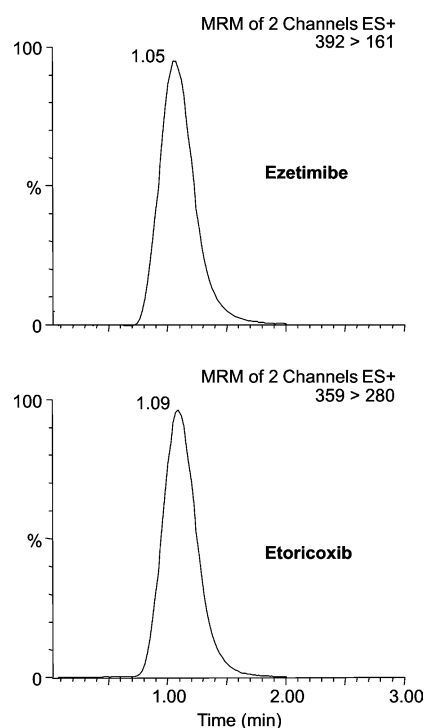 MRM of 2 Channels ES+
392 > 161
100
1.05
Ezetimibe
%
0
MRM of 2 Channels ES+
359 > 280
100
1.09
Etoricoxib
%
0
1.00 2.00 3.00
Time (min)